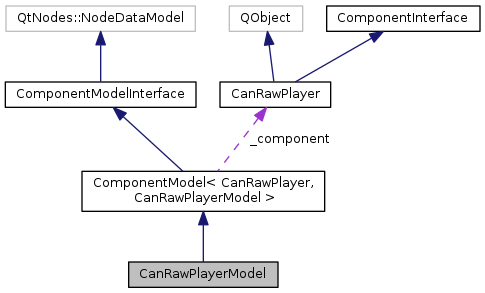 QtNodes::NodeDataModel
QObject
ComponentInterface
ComponentModelInterface
CanRawPlayer
_component
ComponentModel< CanRawPlayer,
CanRawPlayerModel >
CanRawPlayerModel